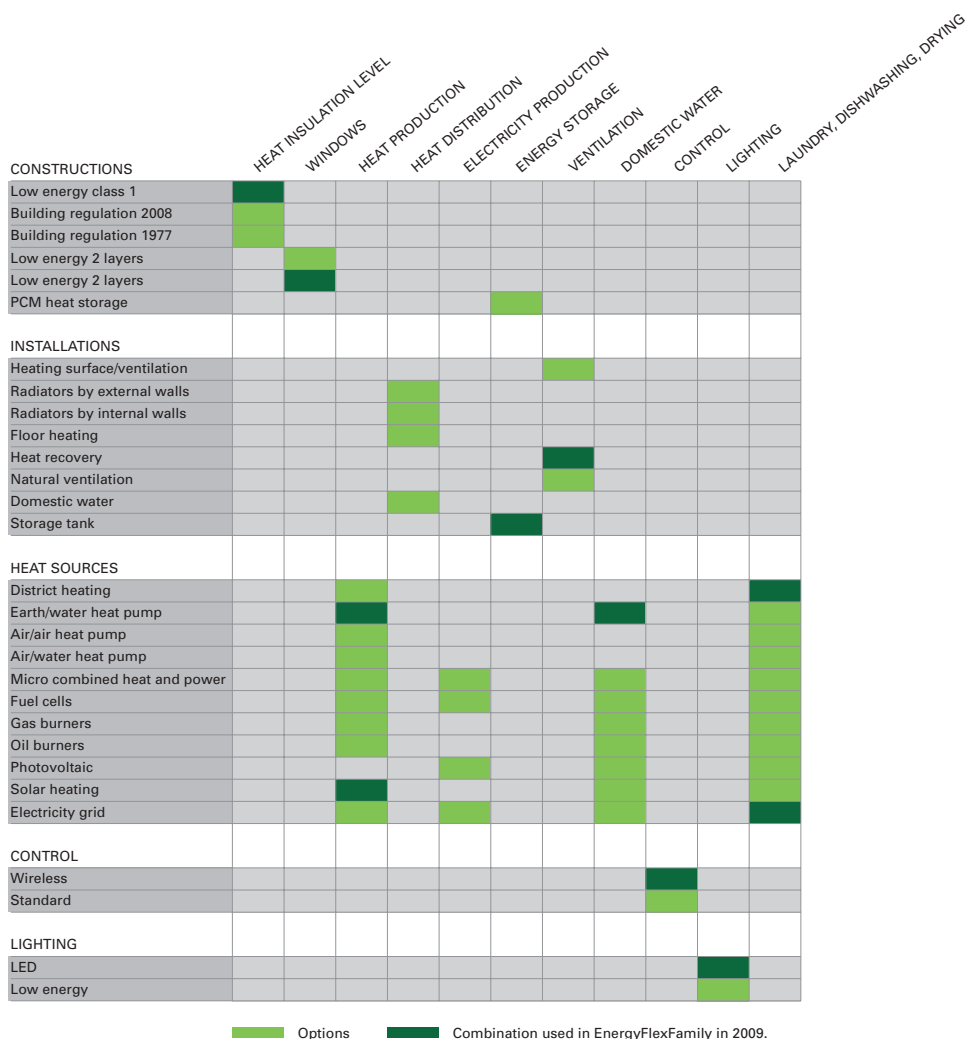 HEAT INSULATION LEVEL
WINDOWS
HEAT PRODUCTION
HEAT DISTRIBUTION
ELECTRICITY PRODUCTION
ENERGY STORAGE
VENTILATION
DOMESTIC WATER
CONTROL
LIGHTING
LAUNDRY, DISHWASHING, DRYING
CONSTRUCTIONS
Low energy class 1
Building regulation 2008
Building regulation 1977
Low energy 2 layers
Low energy 2 layers
PCM heat storage
INSTALLATIONS
Heating surface/ventilation
Radiators by external walls
Radiators by internal walls
Floor heating
Heat recovery
Natural ventilation
Domestic water
Storage tank
HEAT SOURCES
District heating
Earth/water heat pump
Air/air heat pump
Air/water heat pump
Micro combined heat and power
Fuel cells
Gas burners
Oil burners
Photovoltaic
Solar heating
Electricity grid
CONTROL
Wireless
Standard
LIGHTING
LED
Low energy
Options
Combination used in EnergyFlexFamily in 2009.